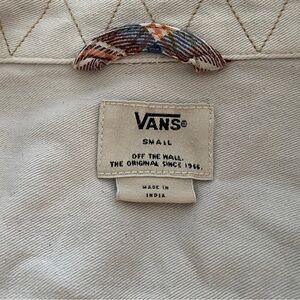 VANS®
SMALL
OFF THE WALL.
THE ORIGINAL SINCE 1966.
MADE IN
INDIA